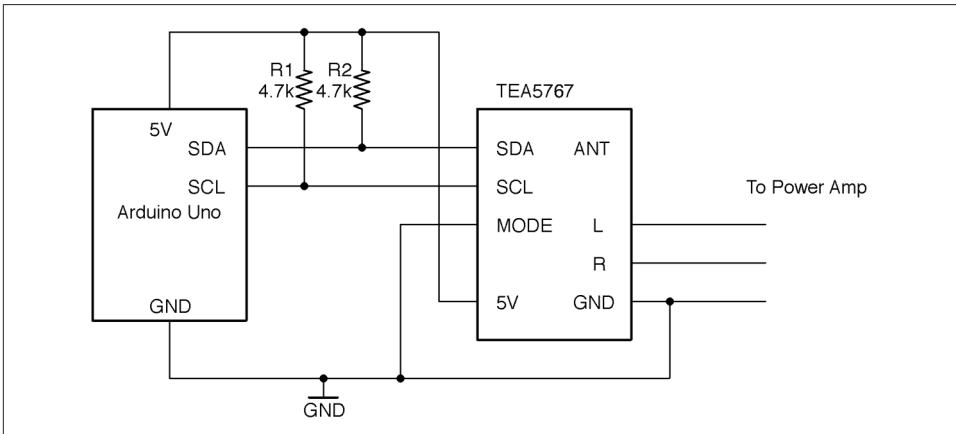 R1
4.7k
R2
4.7k
TEA5767
5V
SDA
SCL
Arduino Uno
GND
SDA
ANT
SCL
MODE
L
R
5V
GND
To Power Amp
GND